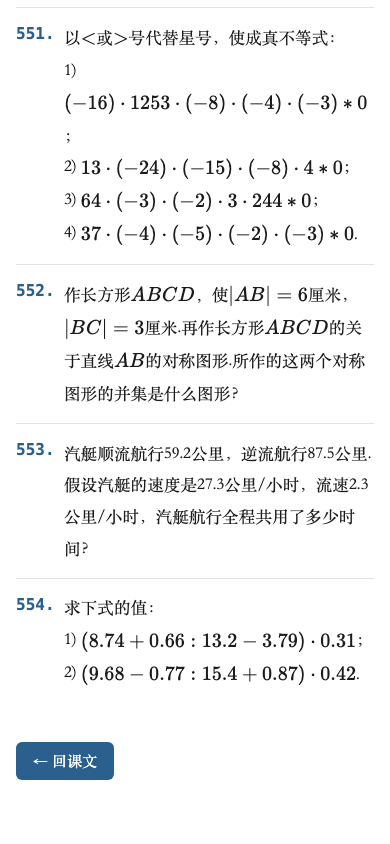 551. 以<或>号代替星号，使成真不等式：
1)
(−16) · 1253 · (−8) · (−4) · (−3) ∗ 0
；
2) 13 · (−24) · (−15) · (−8) · 4 ∗ 0；
3) 64 · (−3) · (−2) · 3 · 244 ∗ 0；
4) 37 · (−4) · (−5) · (−2) · (−3) ∗ 0.
552. 作长方形ABCD，使|AB| = 6厘米，
|BC| = 3厘米.再作长方形ABCD的关
于直线AB的对称图形.所作的这两个对称
图形的并集是什么图形？
553. 汽艇顺流航行59.2公里，逆流航行87.5公里.
假设汽艇的速度是27.3公里/小时，流速2.3
公里/小时，汽艇航行全程共用了多少时
间？
554. 求下式的值：
1) (8.74 + 0.66 : 13.2 − 3.79) · 0.31；
2) (9.68 − 0.77 : 15.4 + 0.87) · 0.42.
← 回课文